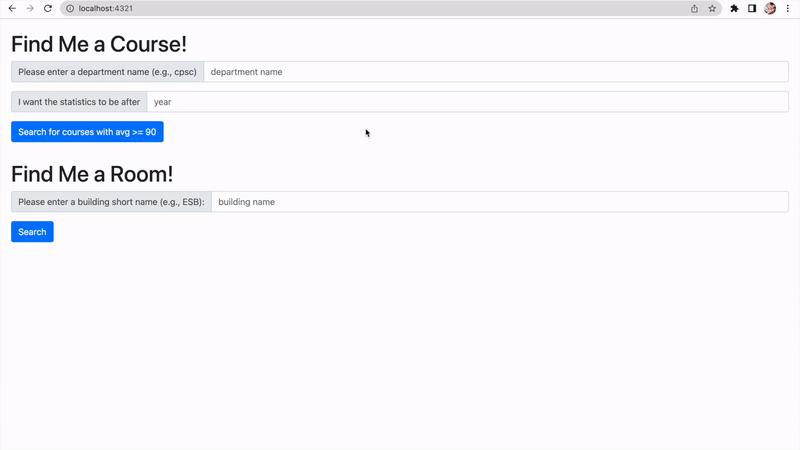 localhost:4321
Find Me a Course!
Please enter a department name (e.g., cpsc) department name
I want the statistics to be after year
Search for courses with avg >= 90
Find Me a Room!
Please enter a building short name (e.g., ESB): building name
Search